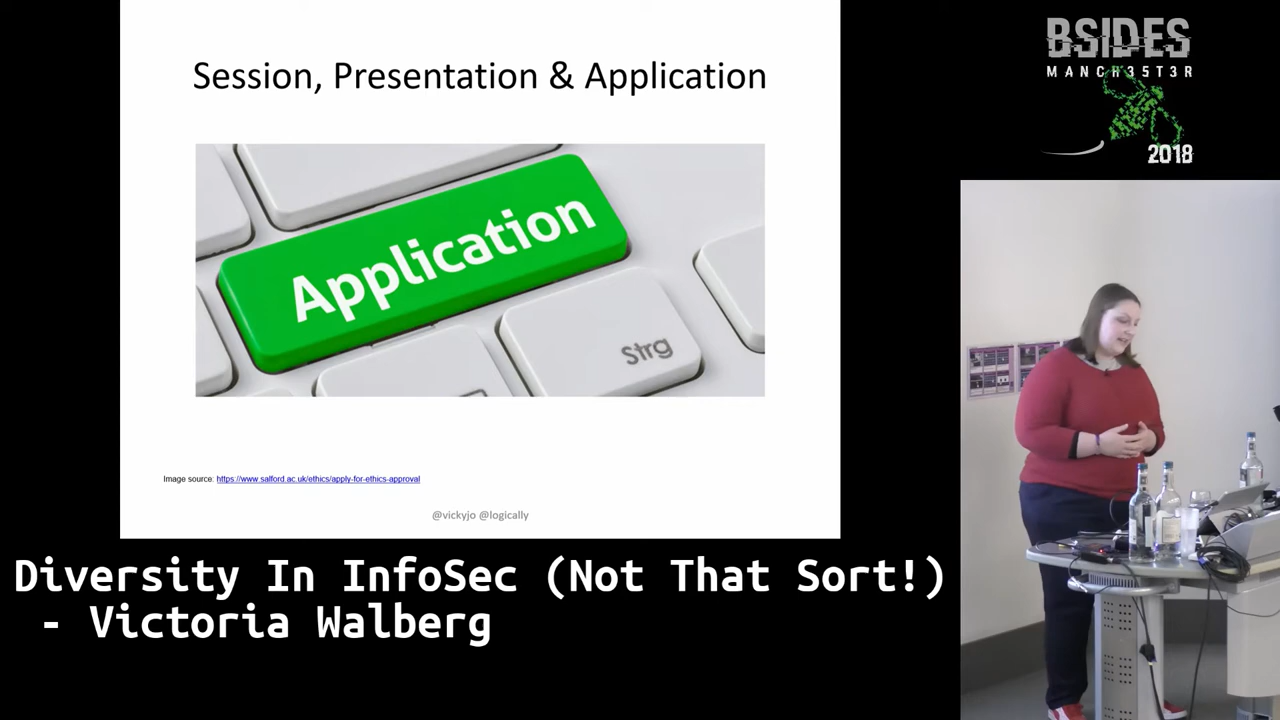 Session, Presentation & Application
Application
Strg
Image source: https://www.salford.ac.uk/ethics/apply-for-ethics-approval
@vickyjo @logically
BSIDES
MANCH35T3R
2018
Diversity In InfoSec (Not That Sort!)
- Victoria Walberg